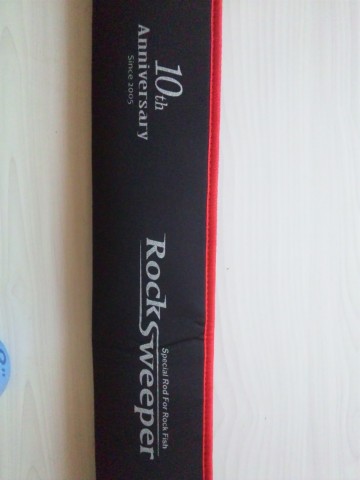 10th
Anniversary
Since 2005
RockSweeper
Special Rod For Rock Fish